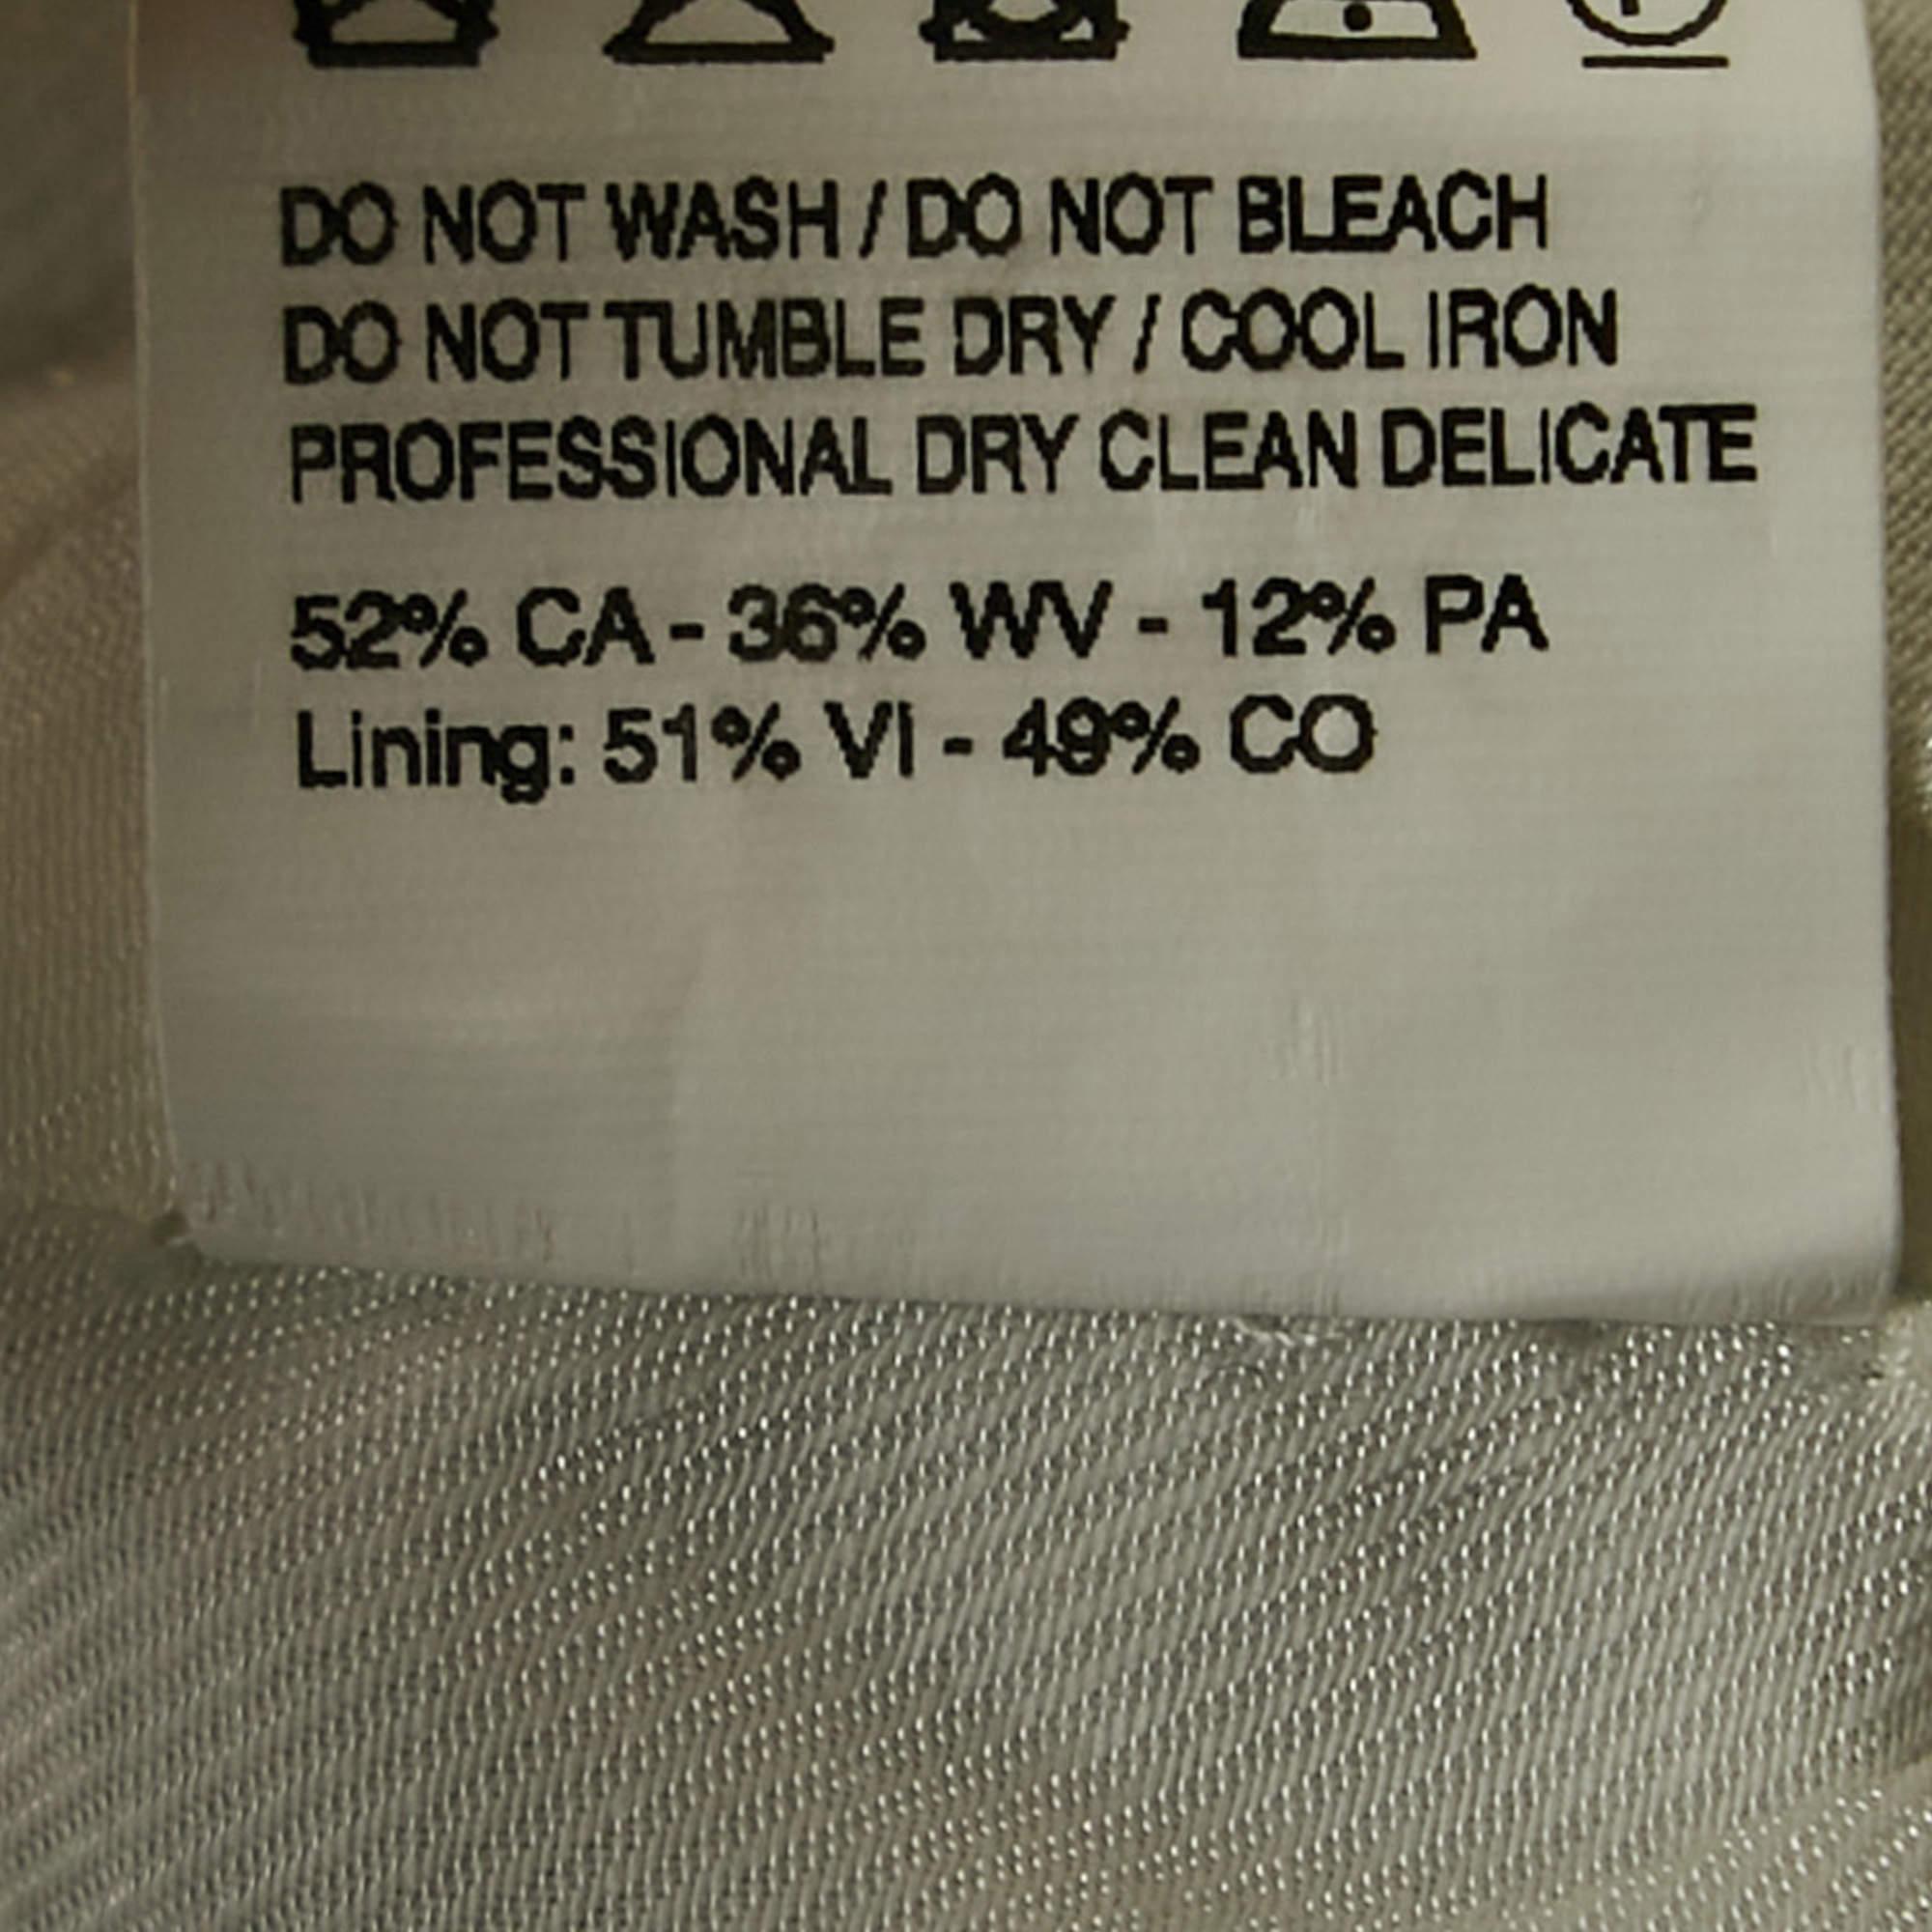 DO NOT WASH / DO NOT BLEACH
DO NOT TUMBLE DRY / COOL IRON
PROFESSIONAL DRY CLEAN DELICATE
52% CA - 36% WV - 12% PA
Lining: 51% VI - 49% CO